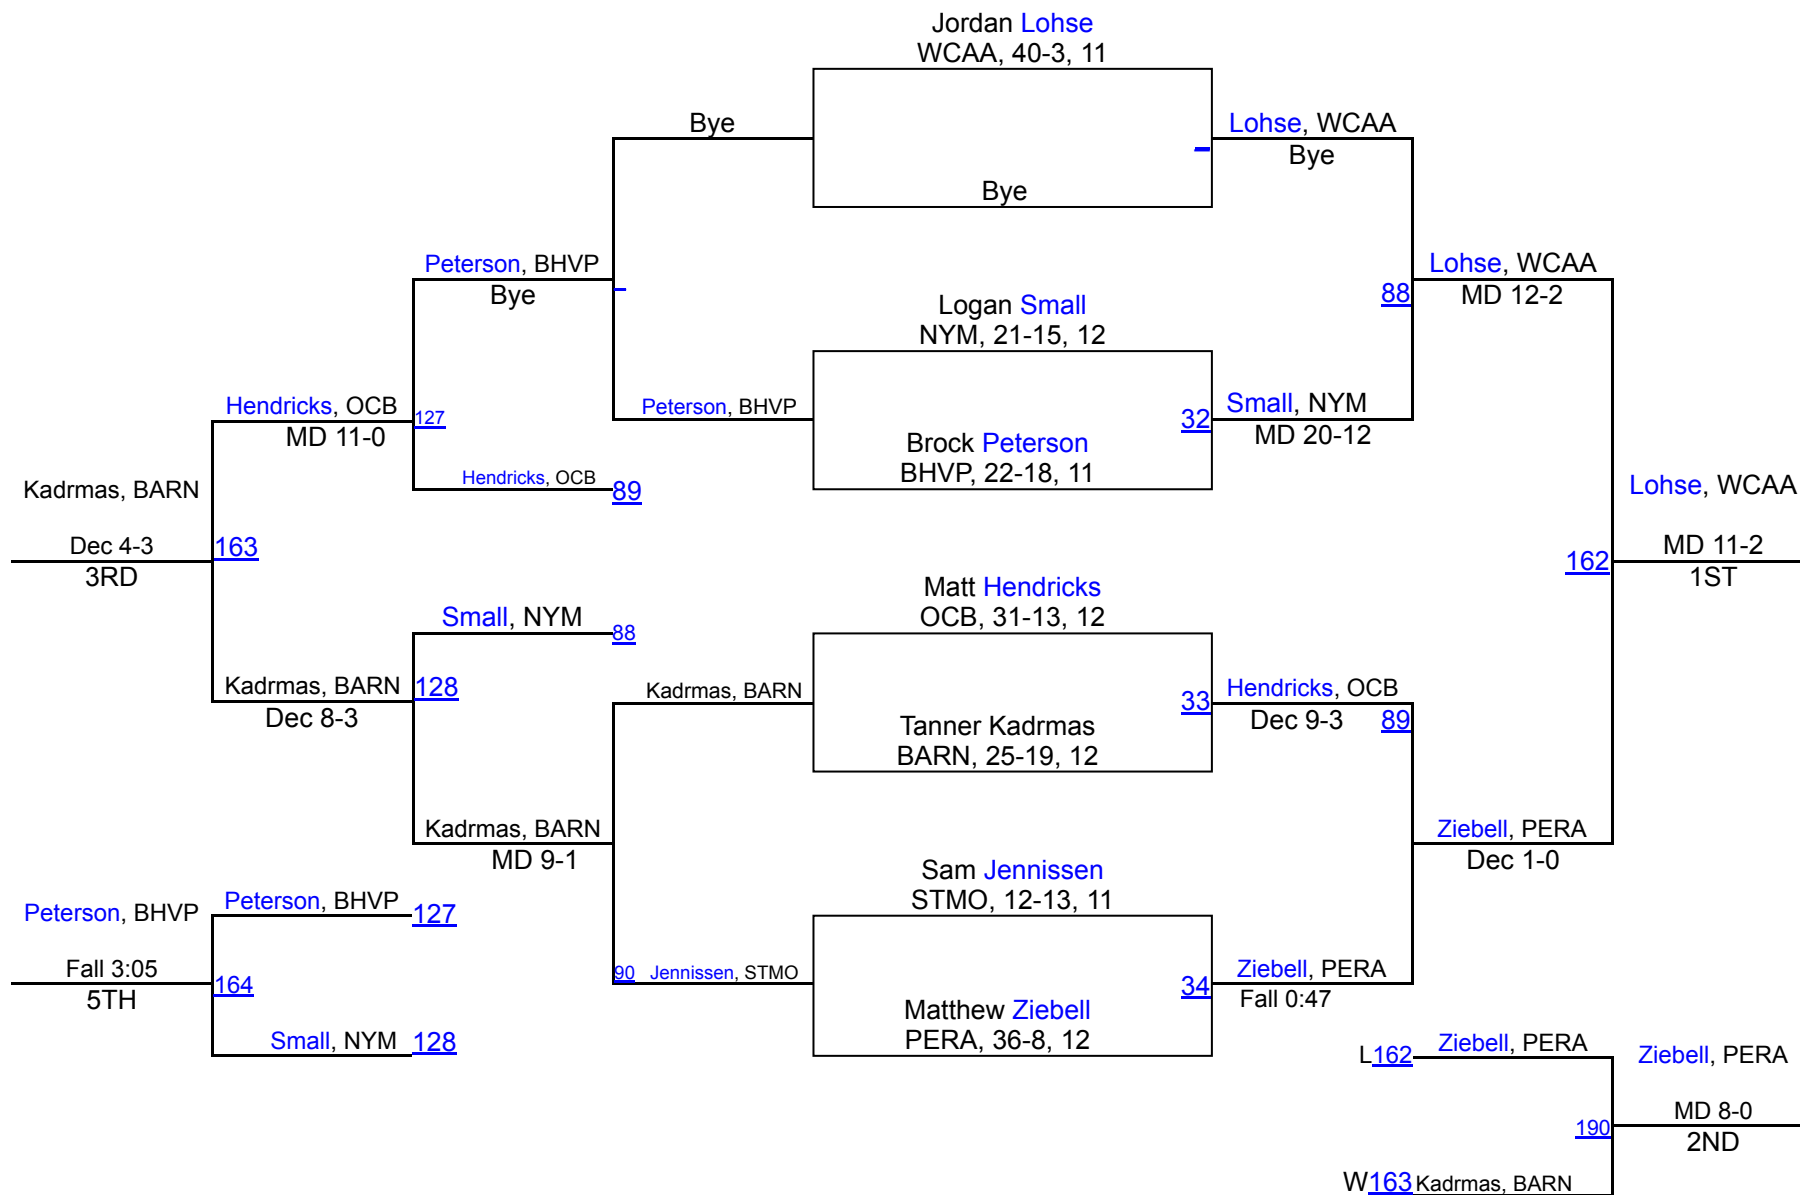 Jordan Lohse
WCAA, 40-3, 11
Bye
Lohse, WCAA
Bye
Bye
Peterson, BHVP
Bye
Lohse, WCAA
88
MD 12-2
Logan Small
NYM, 21-15, 12
Peterson, BHVP
32
Small, NYM
MD 20-12
Brock Peterson
BHVP, 22-18, 11
Hendricks, OCB
127
MD 11-0
Hendricks, OCB
89
Kadrmas, BARN
Dec 4-3
163
3RD
Lohse, WCAA
MD 11-2
162
1ST
Matt Hendricks
OCB, 31-13, 12
Small, NYM
88
Kadrmas, BARN
128
Dec 8-3
Kadrmas, BARN
33
Hendricks, OCB
Dec 9-3
89
Tanner Kadrmas
BARN, 25-19, 12
Kadrmas, BARN
MD 9-1
Ziebell, PERA
Dec 1-0
Sam Jennissen
STMO, 12-13, 11
90
Jennissen, STMO
34
Ziebell, PERA
Fall 0:47
Matthew Ziebell
PERA, 36-8, 12
Peterson, BHVP
Peterson, BHVP
127
Fall 3:05
164
5TH
Small, NYM
128
L162
Ziebell, PERA
Ziebell, PERA
MD 8-0
190
2ND
W163
Kadrmas, BARN